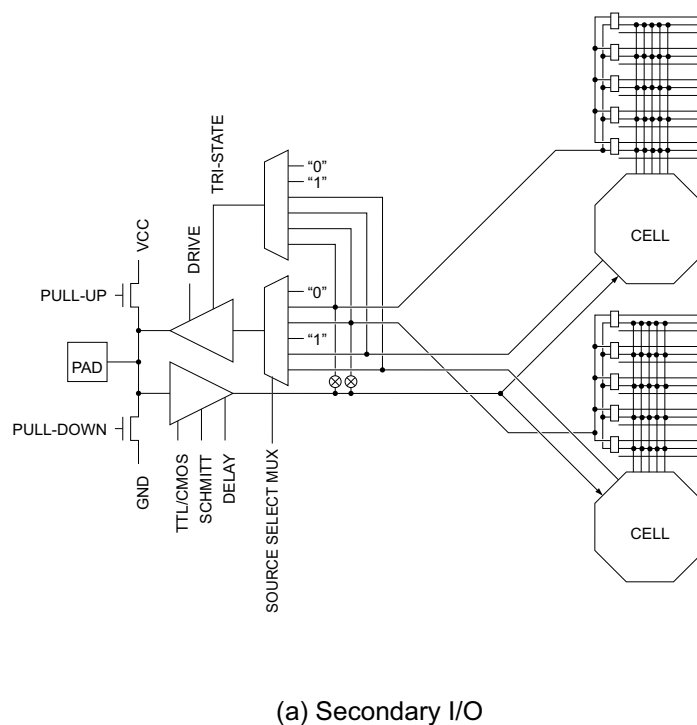 “0”
“1”
TRI-STATE
VCC
DRIVE
CELL
PULL-UP
“0”
“1”
PAD
PULL-DOWN
GND
TTL/CMOS
SCHMITT
DELAY
SOURCE SELECT MUX
CELL
(a) Secondary I/O